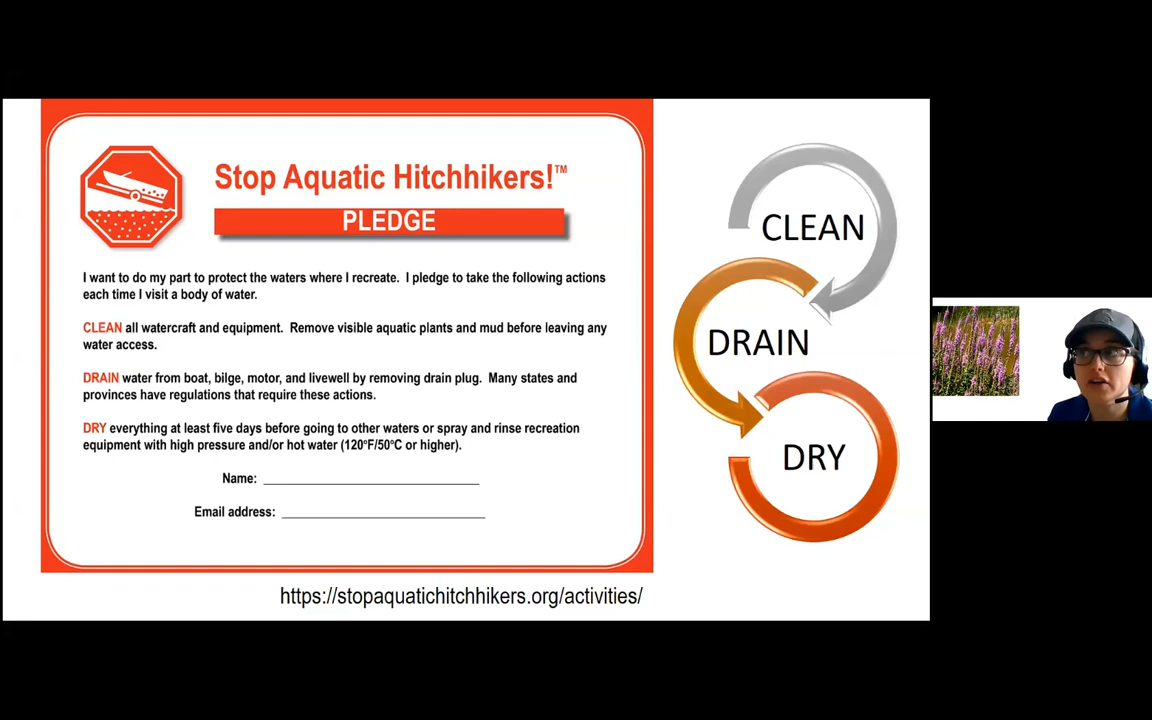 Stop Aquatic Hitchhikers!™
PLEDGE
I want to do my part to protect the waters where I recreate. I pledge to take the following actions
each time I visit a body of water.
CLEAN all watercraft and equipment. Remove visible aquatic plants and mud before leaving any
water access.
DRAIN water from boat, bilge, motor, and livewell by removing drain plug. Many states and
provinces have regulations that require these actions.
DRY everything at least five days before going to other waters or spray and rinse recreation
equipment with high pressure and/or hot water (120°F/50°C or higher).
Name:
Email address:
https://stopaquatichitchhikers.org/activities/
CLEAN
DRAIN
DRY